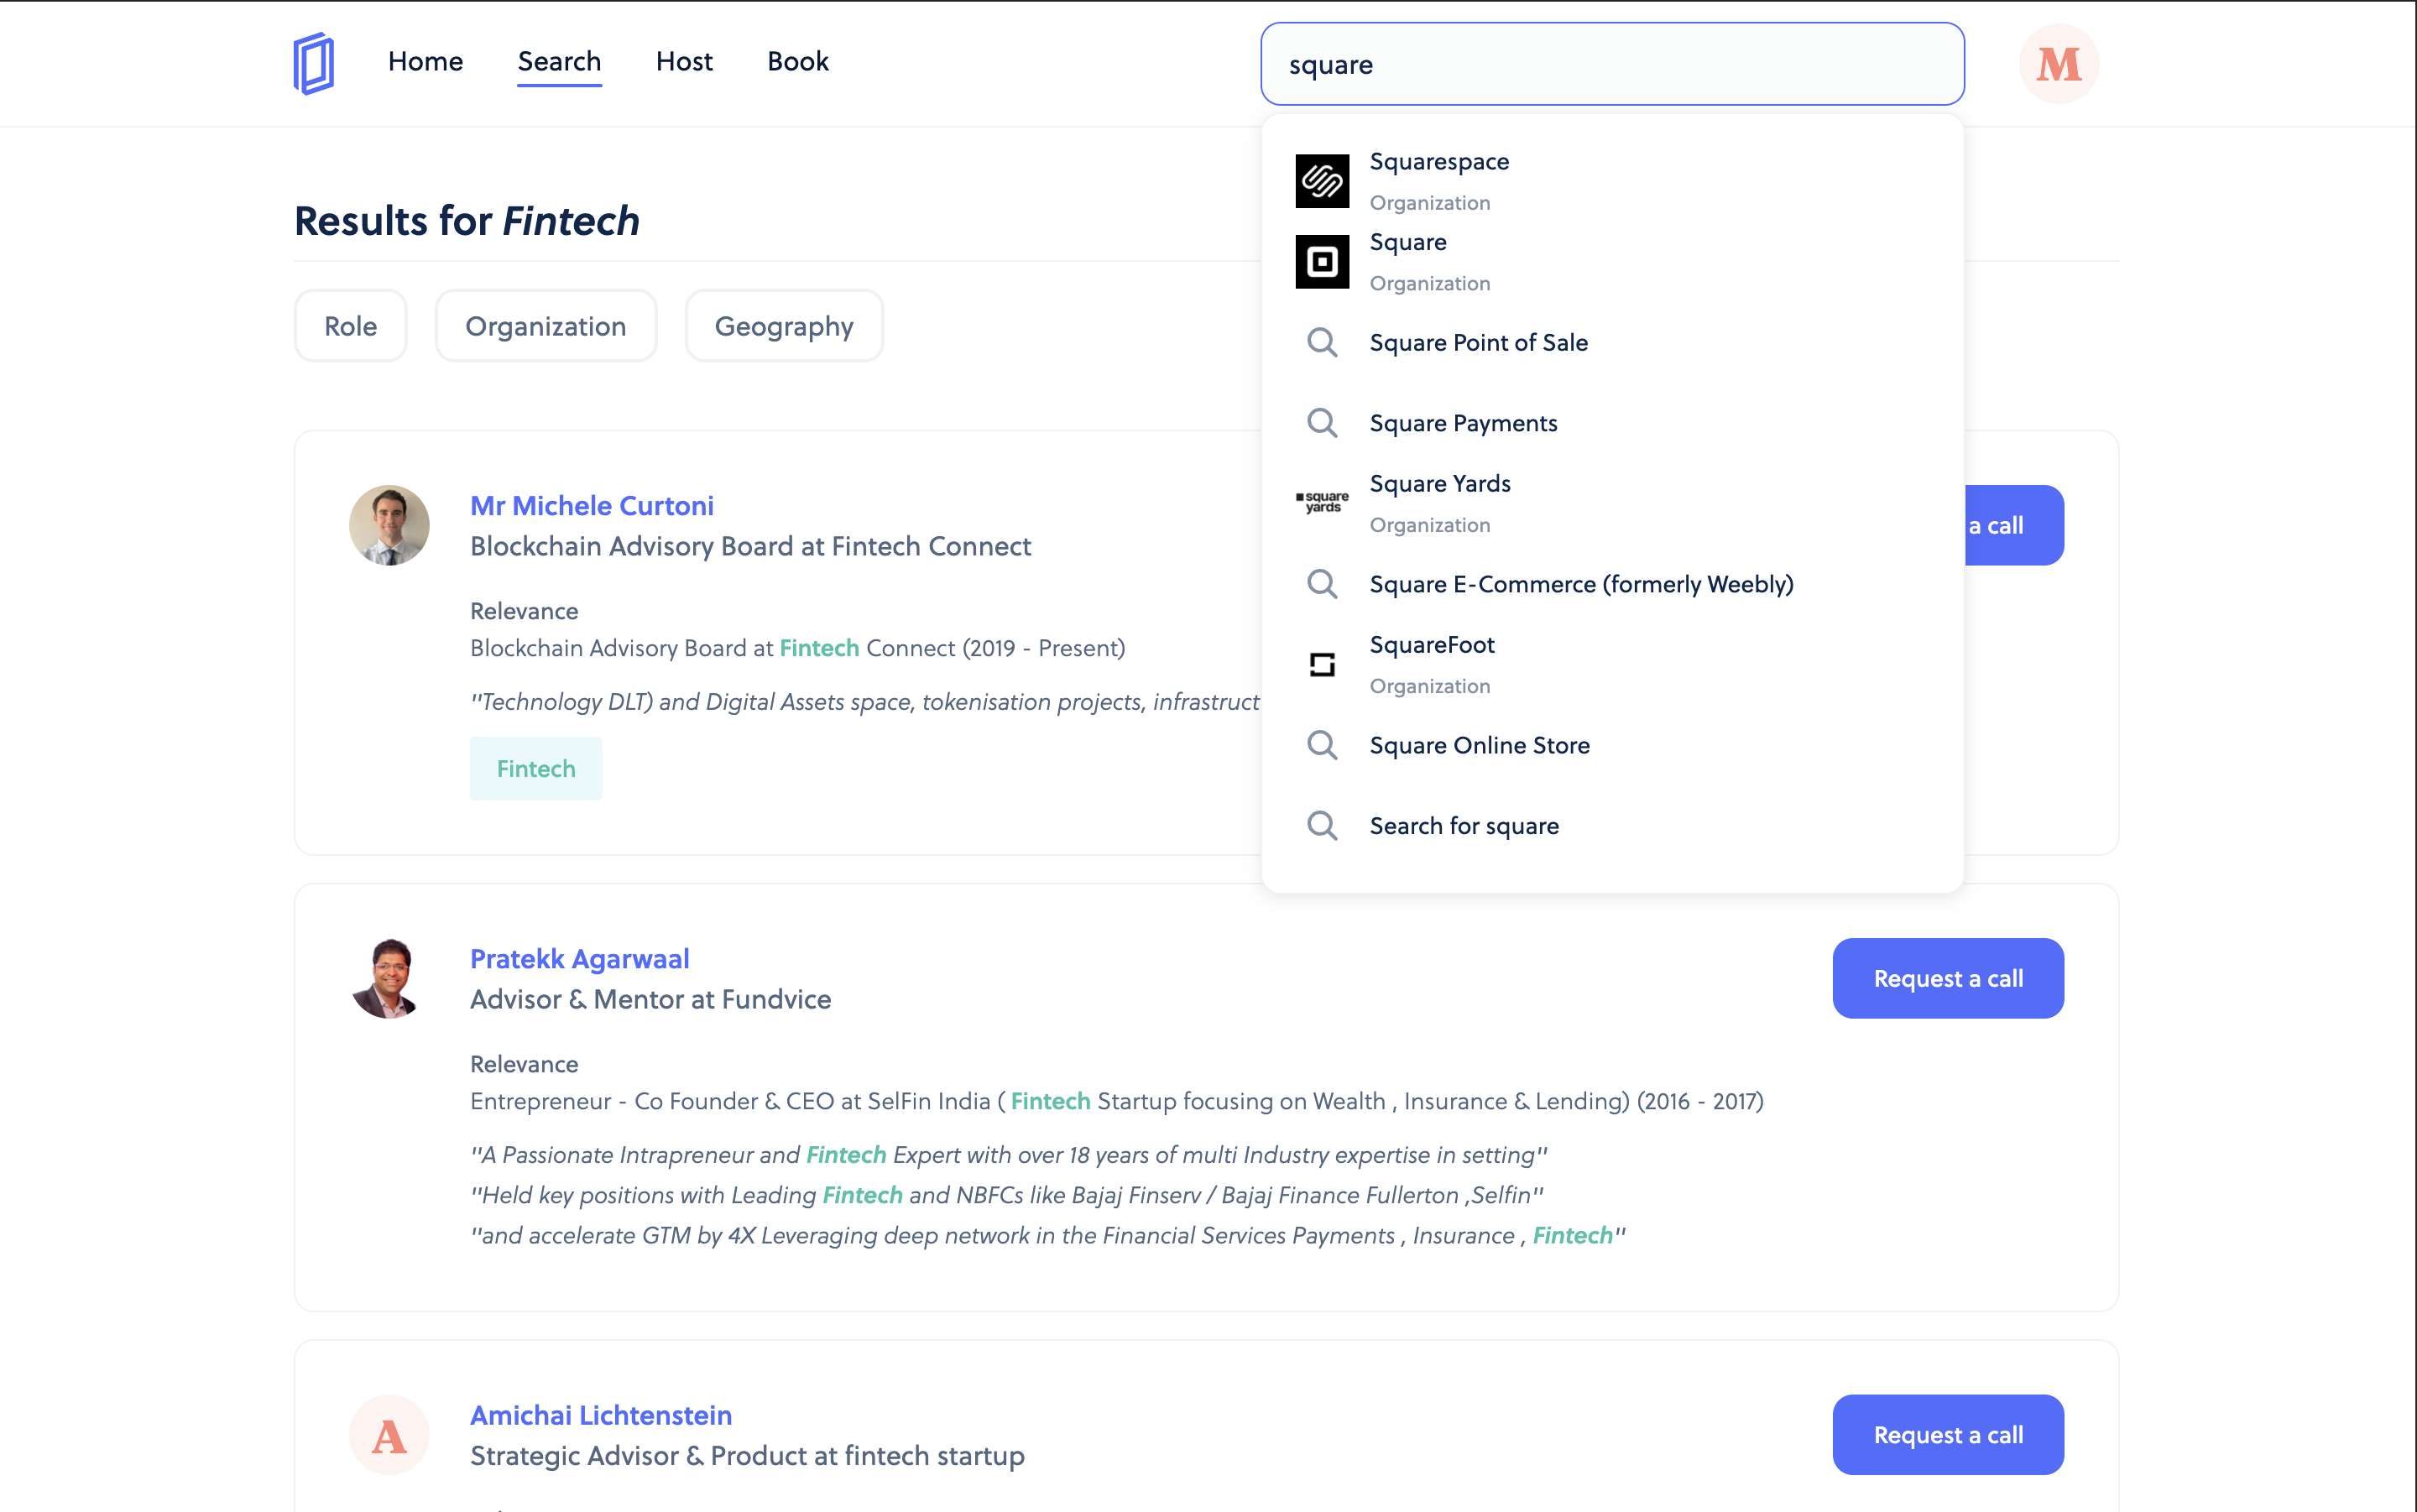 Home Search Host Book
square
M
Squarespace
Organization
Square
Organization
Square Point of Sale
Square Payments
square
yards
Square Yards
Organization
Square E-Commerce (formerly Weebly)
SquareFoot
Organization
Square Online Store
Search for square
Results for Fintech
Role Organization Geography
Mr Michele Curtoni
Blockchain Advisory Board at Fintech Connect
a call
Relevance
Blockchain Advisory Board at Fintech Connect (2019 - Present)
"Technology DLT) and Digital Assets space, tokenisation projects, infrastruct
Fintech
Pratekk Agarwaal
Advisor & Mentor at Fundvice
Request a call
Relevance
Entrepreneur - Co Founder & CEO at SelFin India ( Fintech Startup focusing on Wealth , Insurance & Lending) (2016 - 2017)
"A Passionate Intrapreneur and Fintech Expert with over 18 years of multi Industry expertise in setting"
"Held key positions with Leading Fintech and NBFCs like Bajaj Finserv / Bajaj Finance Fullerton ,Selfin"
"and accelerate GTM by 4X Leveraging deep network in the Financial Services Payments , Insurance , Fintech"
A
Amichai Lichtenstein
Strategic Advisor & Product at fintech startup
Request a call